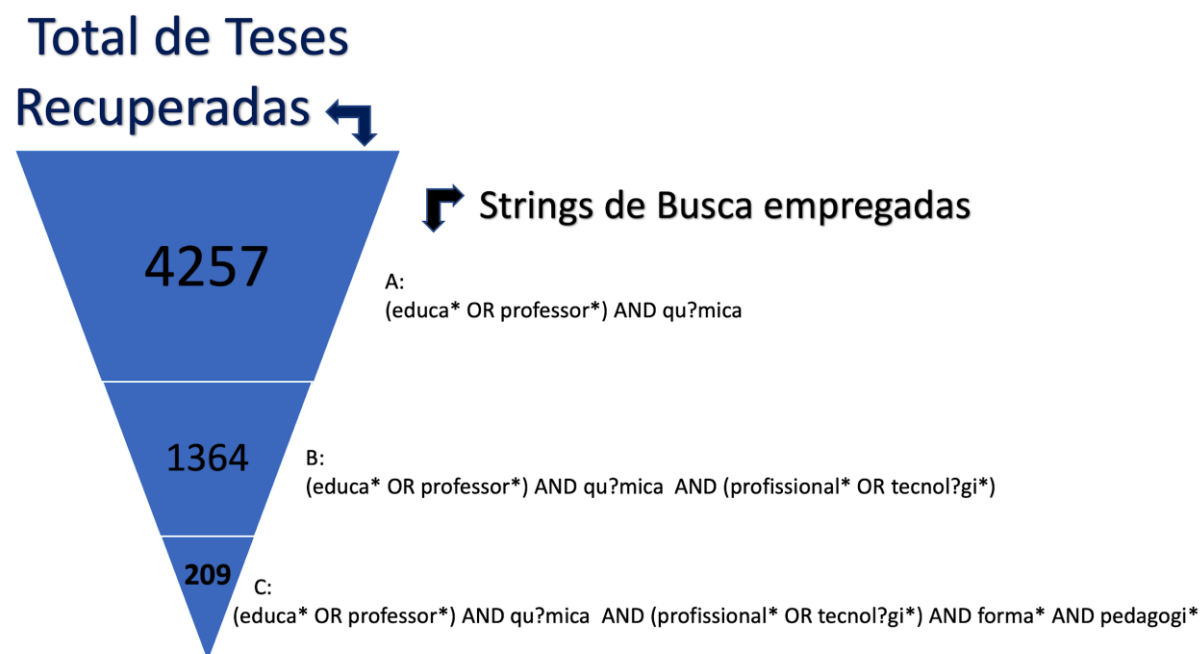 Total de Teses
Recuperadas
Strings de Busca empregadas
4257
A:
(educa* OR professor*) AND qu?mica
1364
B:
(educa* OR professor*) AND qu?mica AND (profissional* OR tecnol?gi*)
209
C:
(educa* OR professor*) AND qu?mica AND (profissional* OR tecnol?gi*) AND forma* AND pedagogi*